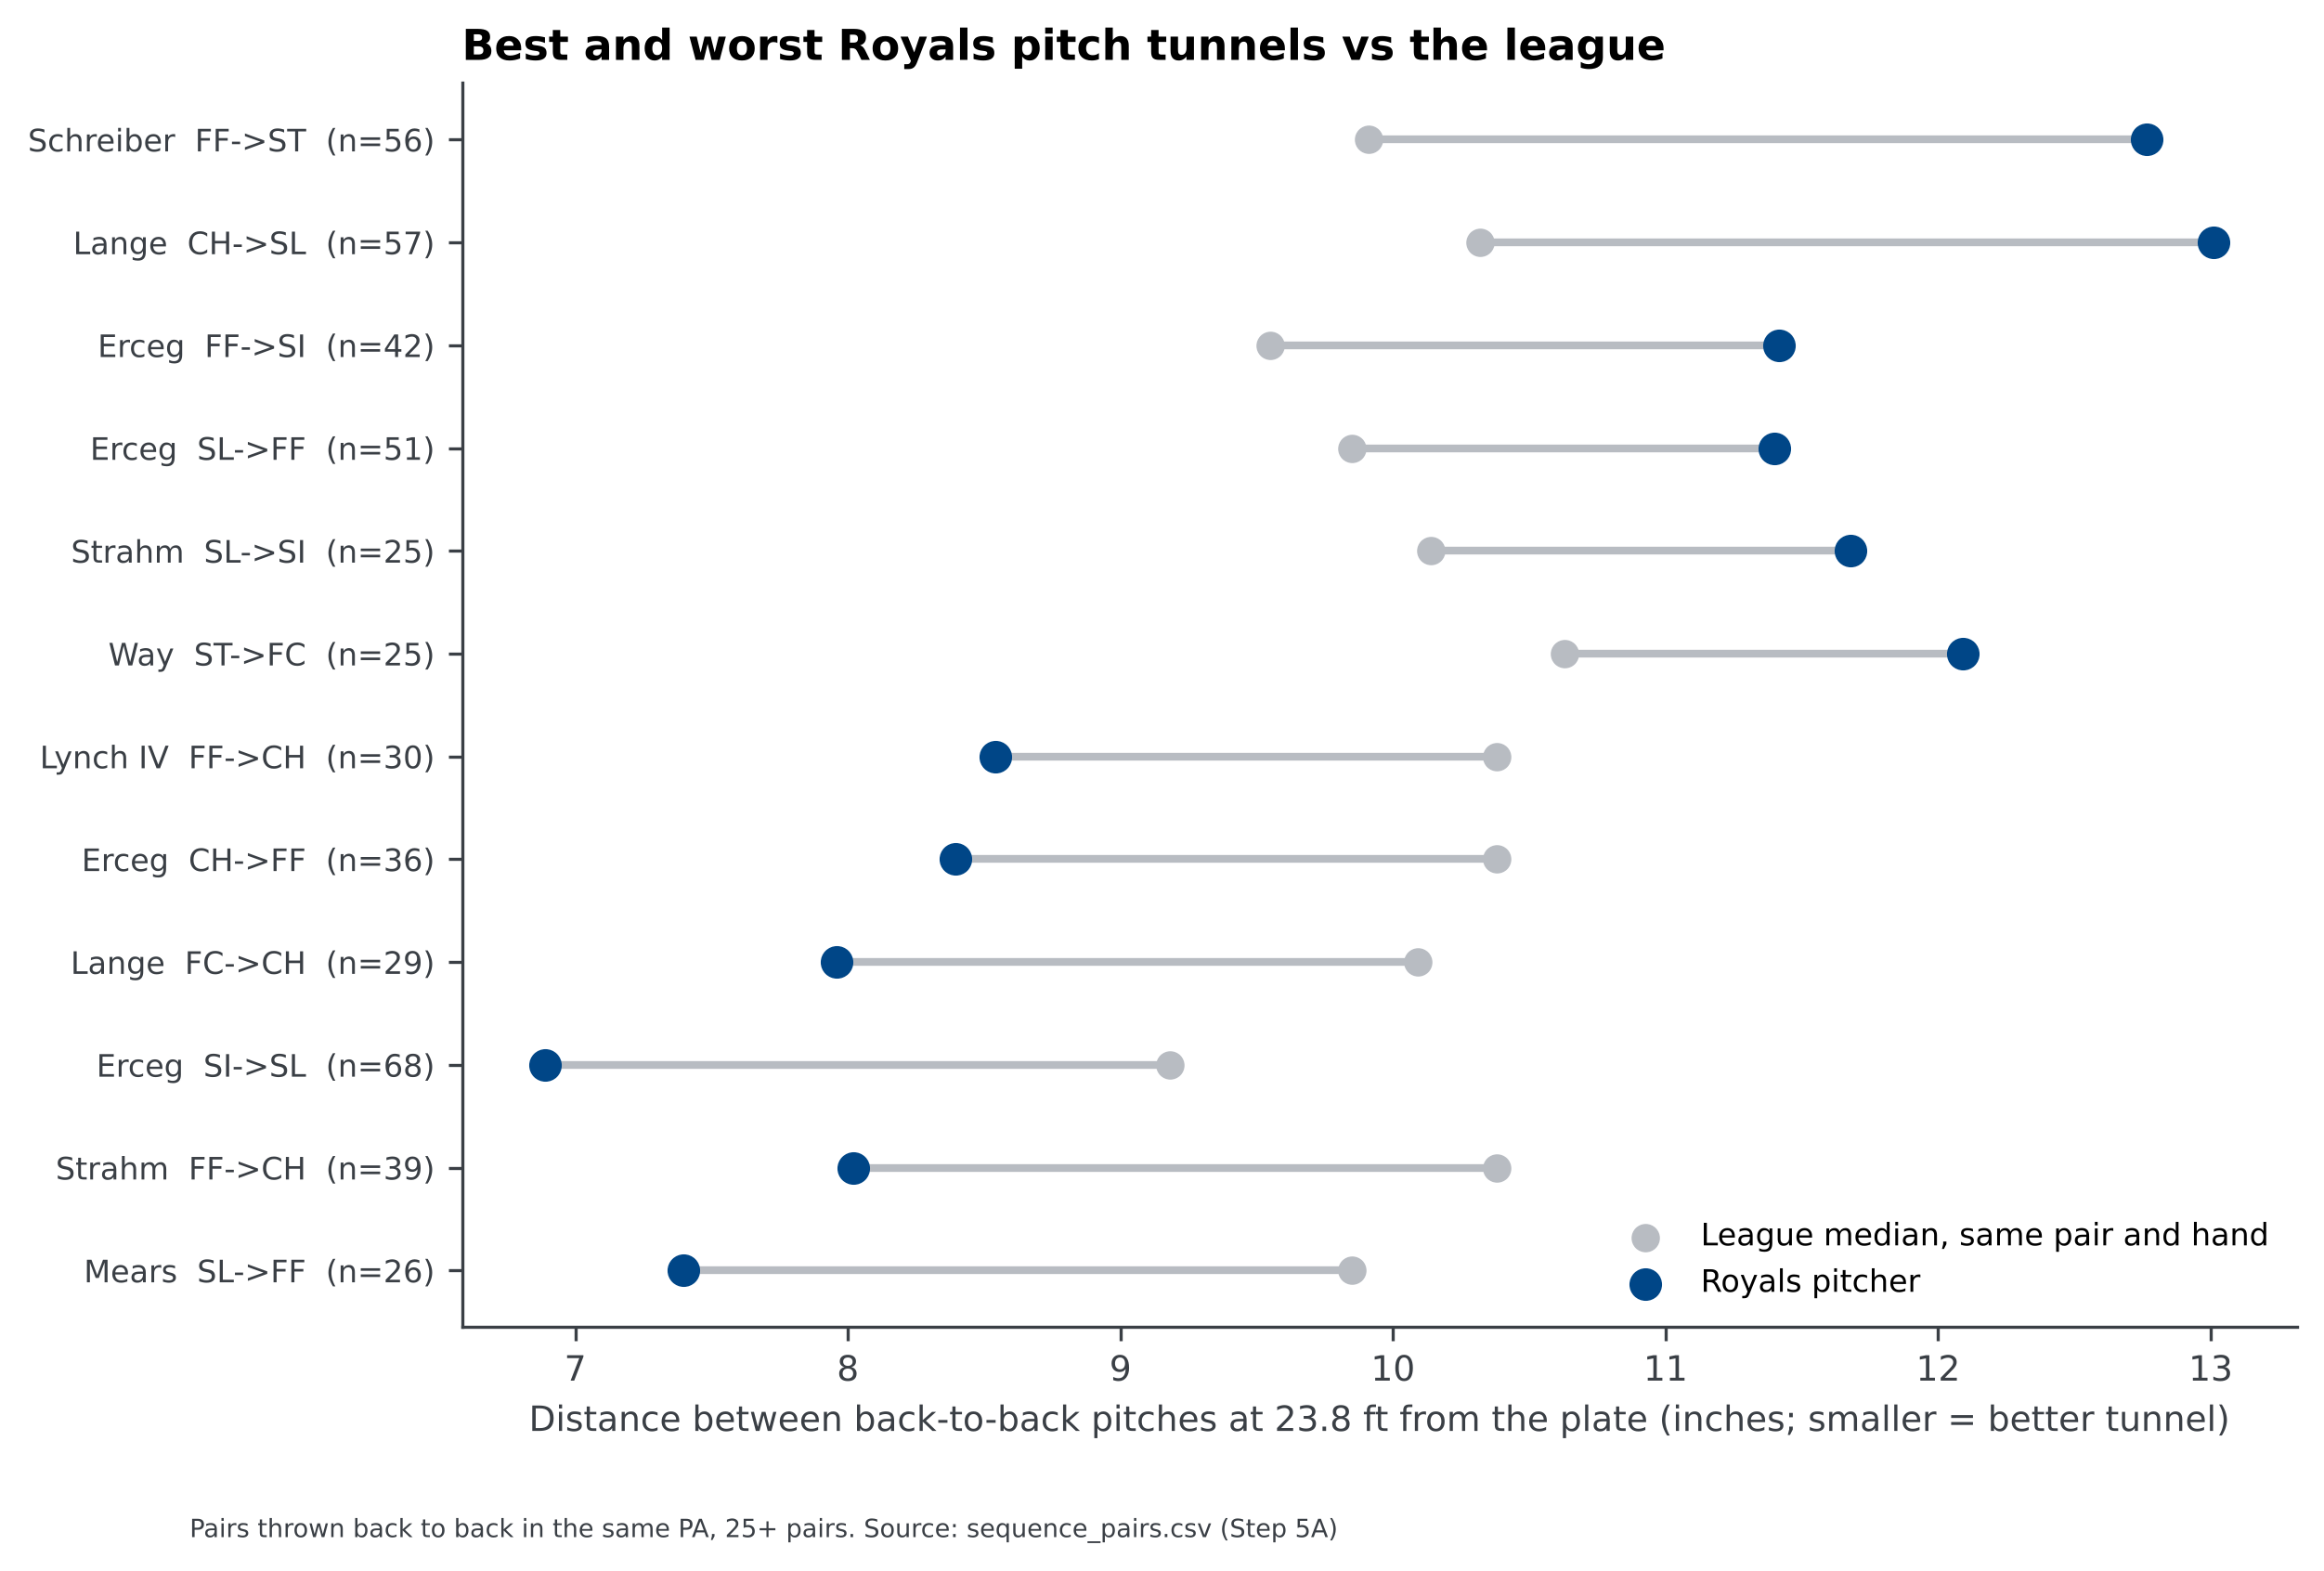 Best and worst Royals pitch tunnels vs the league
Schreiber  FF->ST  (n=56)
Lange  CH->SL  (n=57)
Erceg  FF->SI  (n=42)
Erceg  SL->FF  (n=51)
Strahm  SL->SI  (n=25)
Way  ST->FC  (n=25)
Lynch IV  FF->CH  (n=30)
Erceg  CH->FF  (n=36)
Lange  FC->CH  (n=29)
Erceg  SI->SL  (n=68)
Strahm  FF->CH  (n=39)
Mears  SL->FF  (n=26)
League median, same pair and hand
Royals pitcher
7 8 9 10 11 12 13
Distance between back-to-back pitches at 23.8 ft from the plate (inches; smaller = better tunnel)
Pairs thrown back to back in the same PA, 25+ pairs. Source: sequence_pairs.csv (Step 5A)